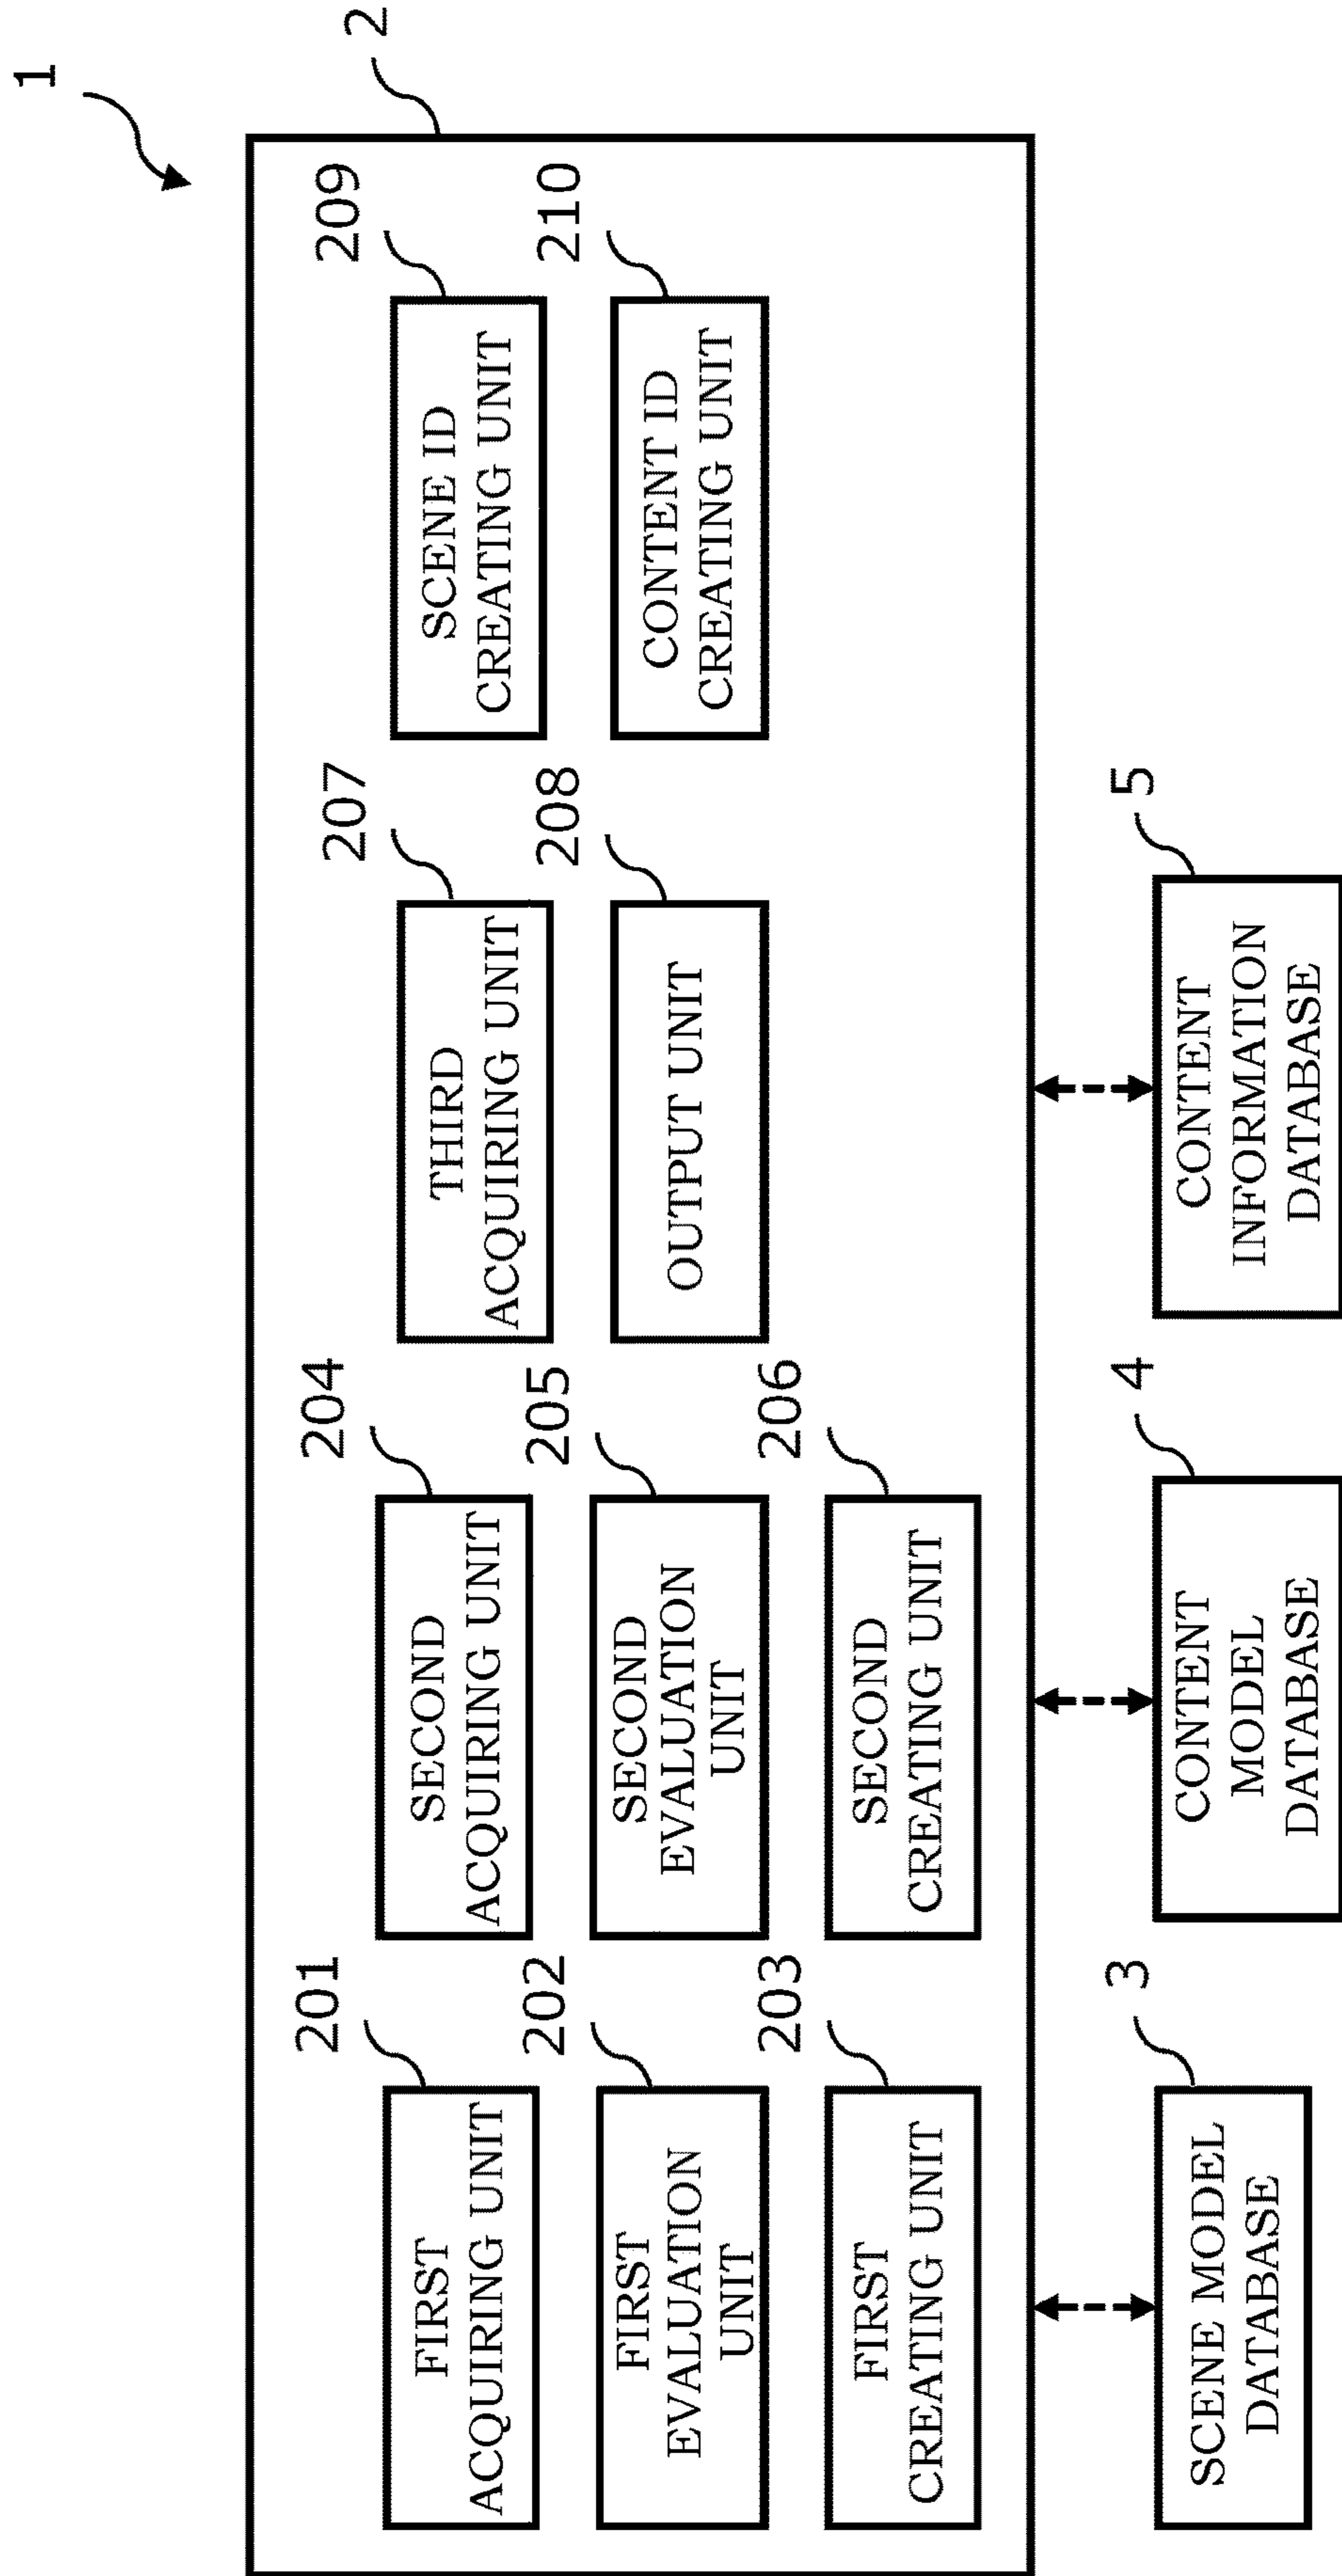 1
2
201
FIRST
ACQUIRING UNIT
202
FIRST
EVALUATION
UNIT
203
FIRST
CREATING UNIT
204
SECOND
ACQUIRING UNIT
205
SECOND
EVALUATION
UNIT
206
SECOND
CREATING UNIT
207
THIRD
ACQUIRING UNIT
208
OUTPUT UNIT
209
SCENE ID
CREATING UNIT
210
CONTENT ID
CREATING UNIT
3
SCENE MODEL
DATABASE
4
CONTENT
MODEL
DATABASE
5
CONTENT
INFORMATION
DATABASE